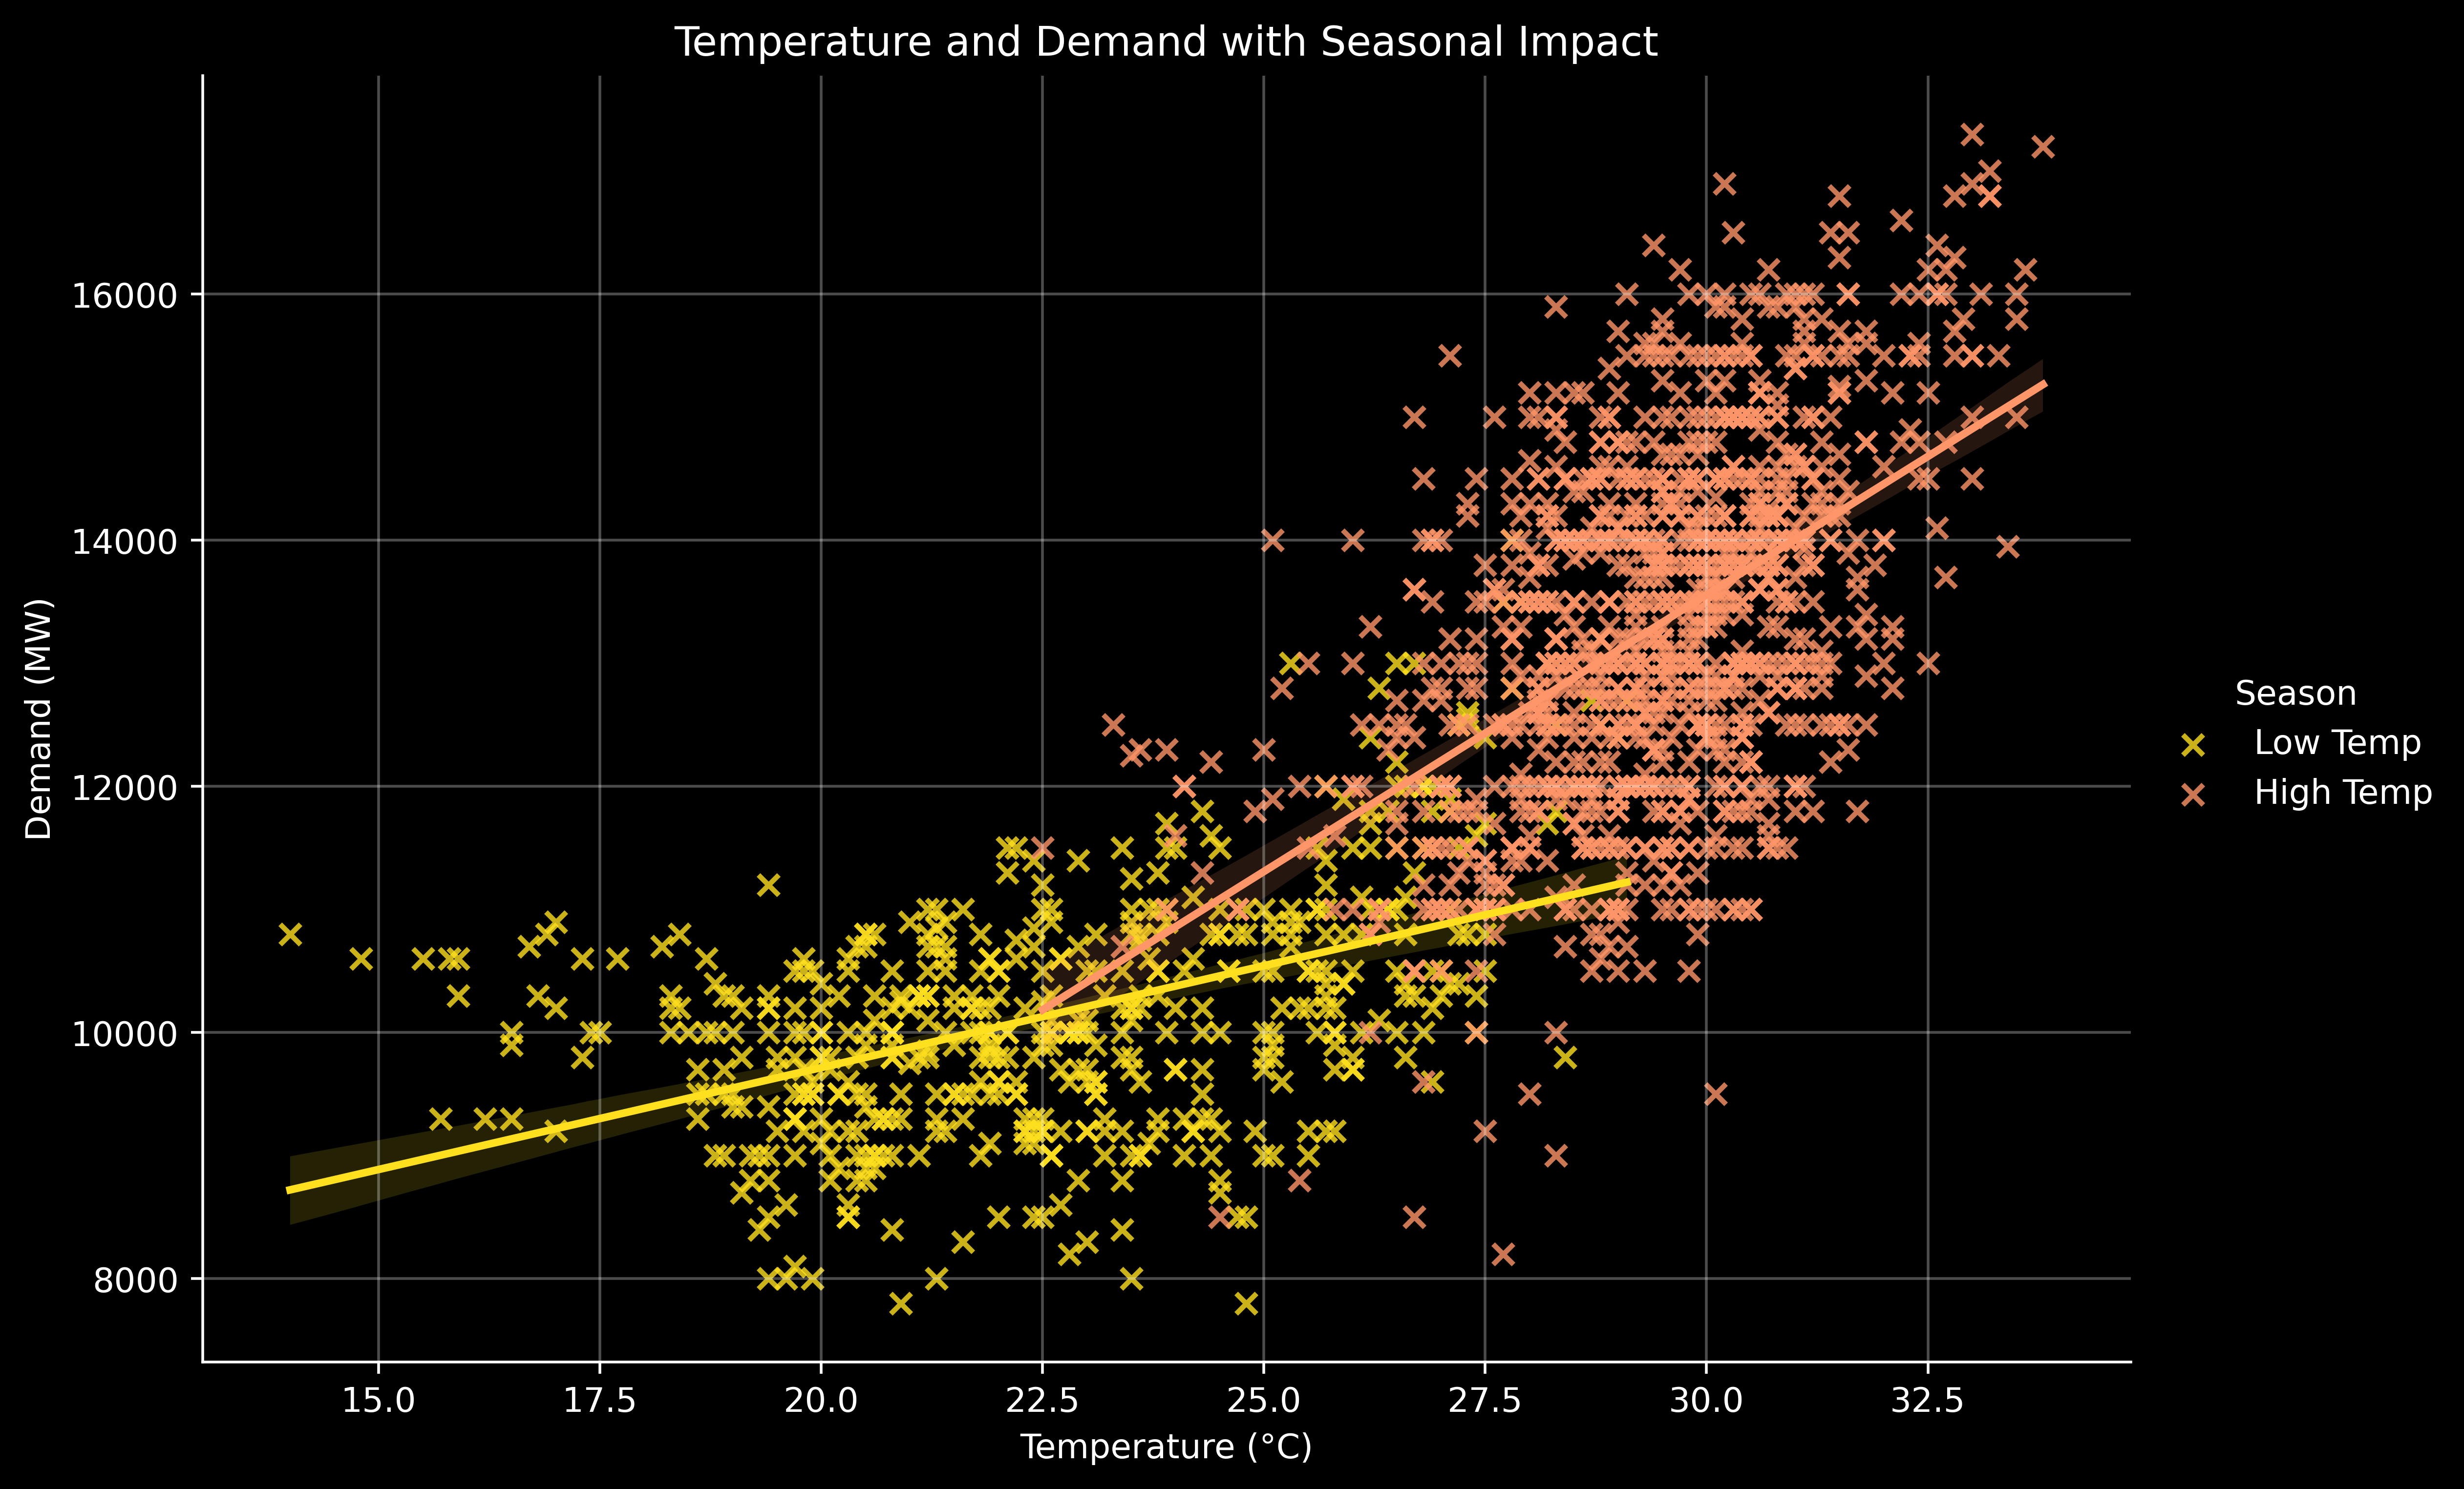 Temperature and Demand with Seasonal Impact
16000
14000
12000
10000
8000
Demand (MW)
15.0 17.5 20.0 22.5 25.0 27.5 30.0 32.5
Temperature (°C)
Season
Low Temp
High Temp